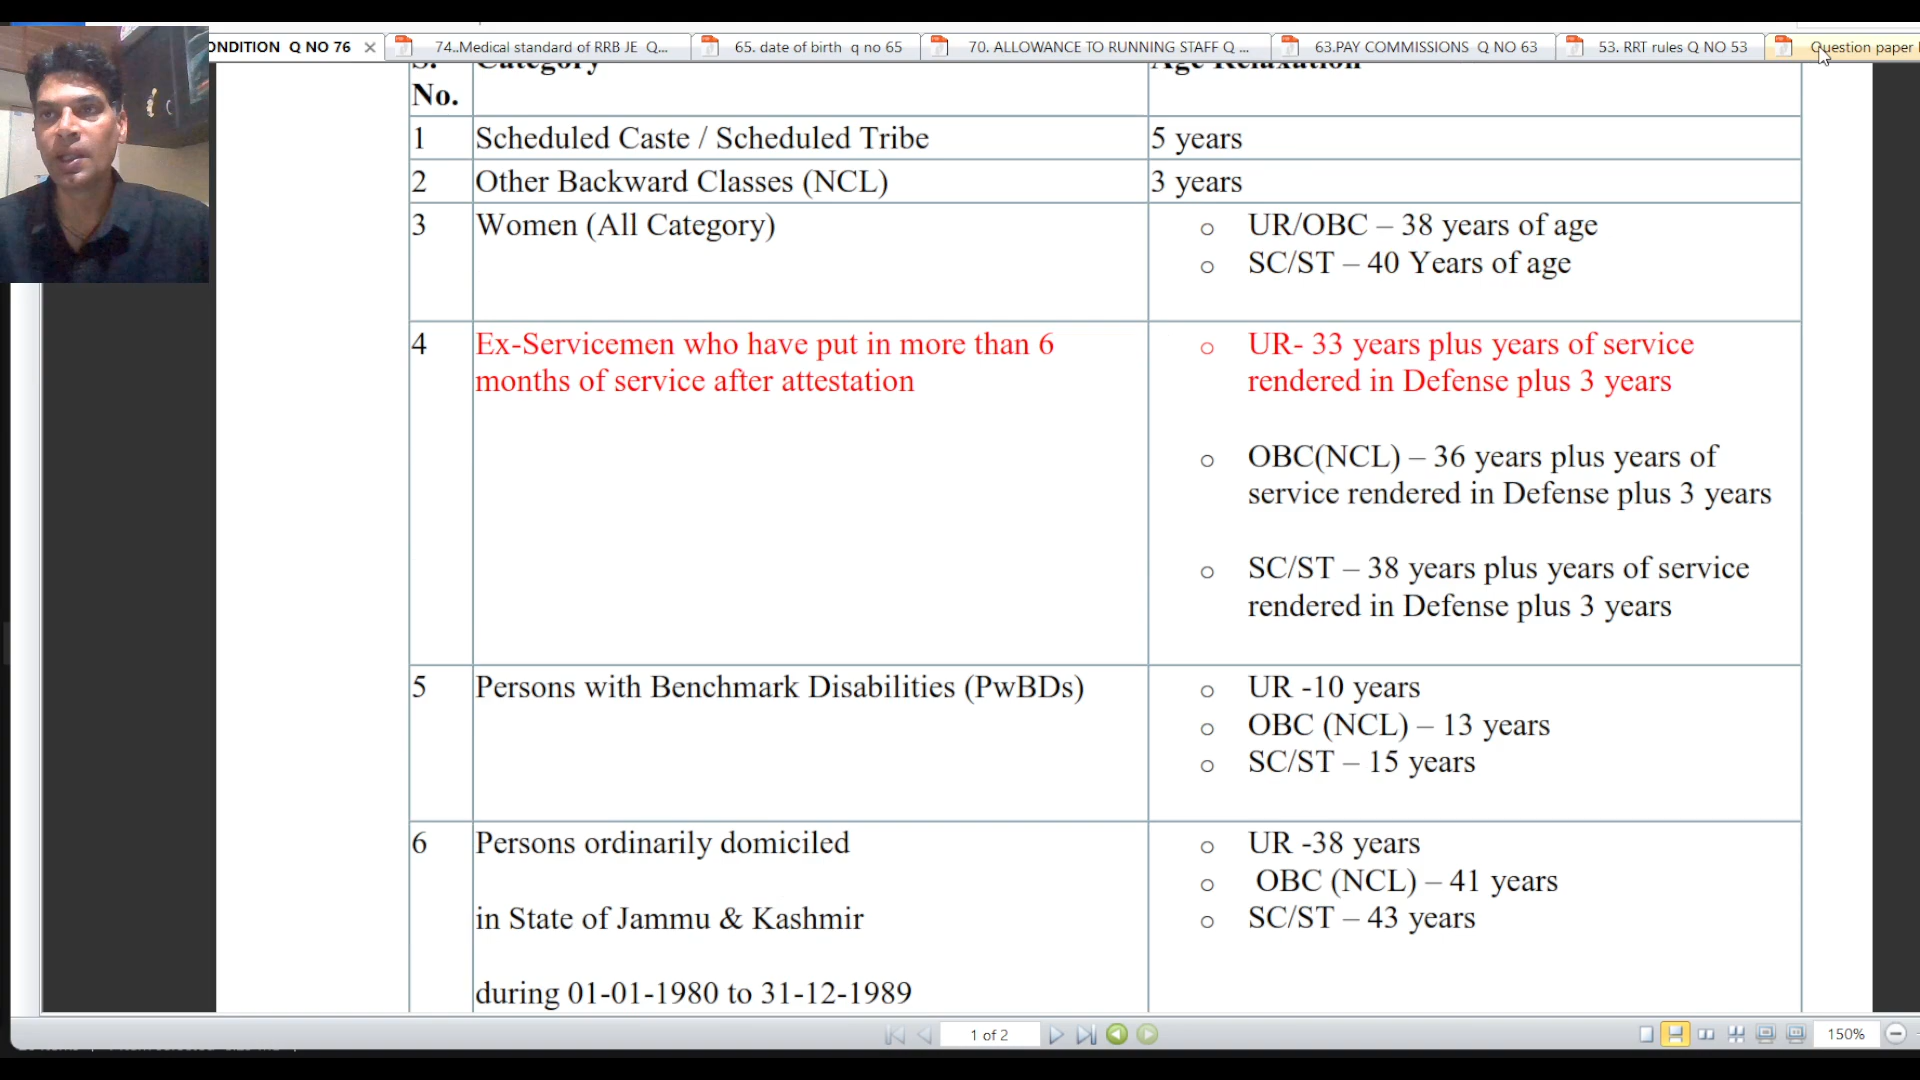 ONDITION Q NO 76
74..Medical standard of RRB JE Q...
65. date of birth q no 65
70. ALLOWANCE TO RUNNING STAFF Q ...
63.PAY COMMISSIONS Q NO 63
53. RRT rules Q NO 53
Question paper
S. Category Age Relaxation
No.
1 Scheduled Caste / Scheduled Tribe 5 years
2 Other Backward Classes (NCL) 3 years
3 Women (All Category) o UR/OBC – 38 years of age
o SC/ST – 40 Years of age
4 Ex-Servicemen who have put in more than 6 o UR- 33 years plus years of service
months of service after attestation rendered in Defense plus 3 years
o OBC(NCL) – 36 years plus years of
service rendered in Defense plus 3 years
o SC/ST – 38 years plus years of service
rendered in Defense plus 3 years
5 Persons with Benchmark Disabilities (PwBDs) o UR -10 years
o OBC (NCL) – 13 years
o SC/ST – 15 years
6 Persons ordinarily domiciled o UR -38 years
o OBC (NCL) – 41 years
in State of Jammu & Kashmir o SC/ST – 43 years
during 01-01-1980 to 31-12-1989
1 of 2
150%